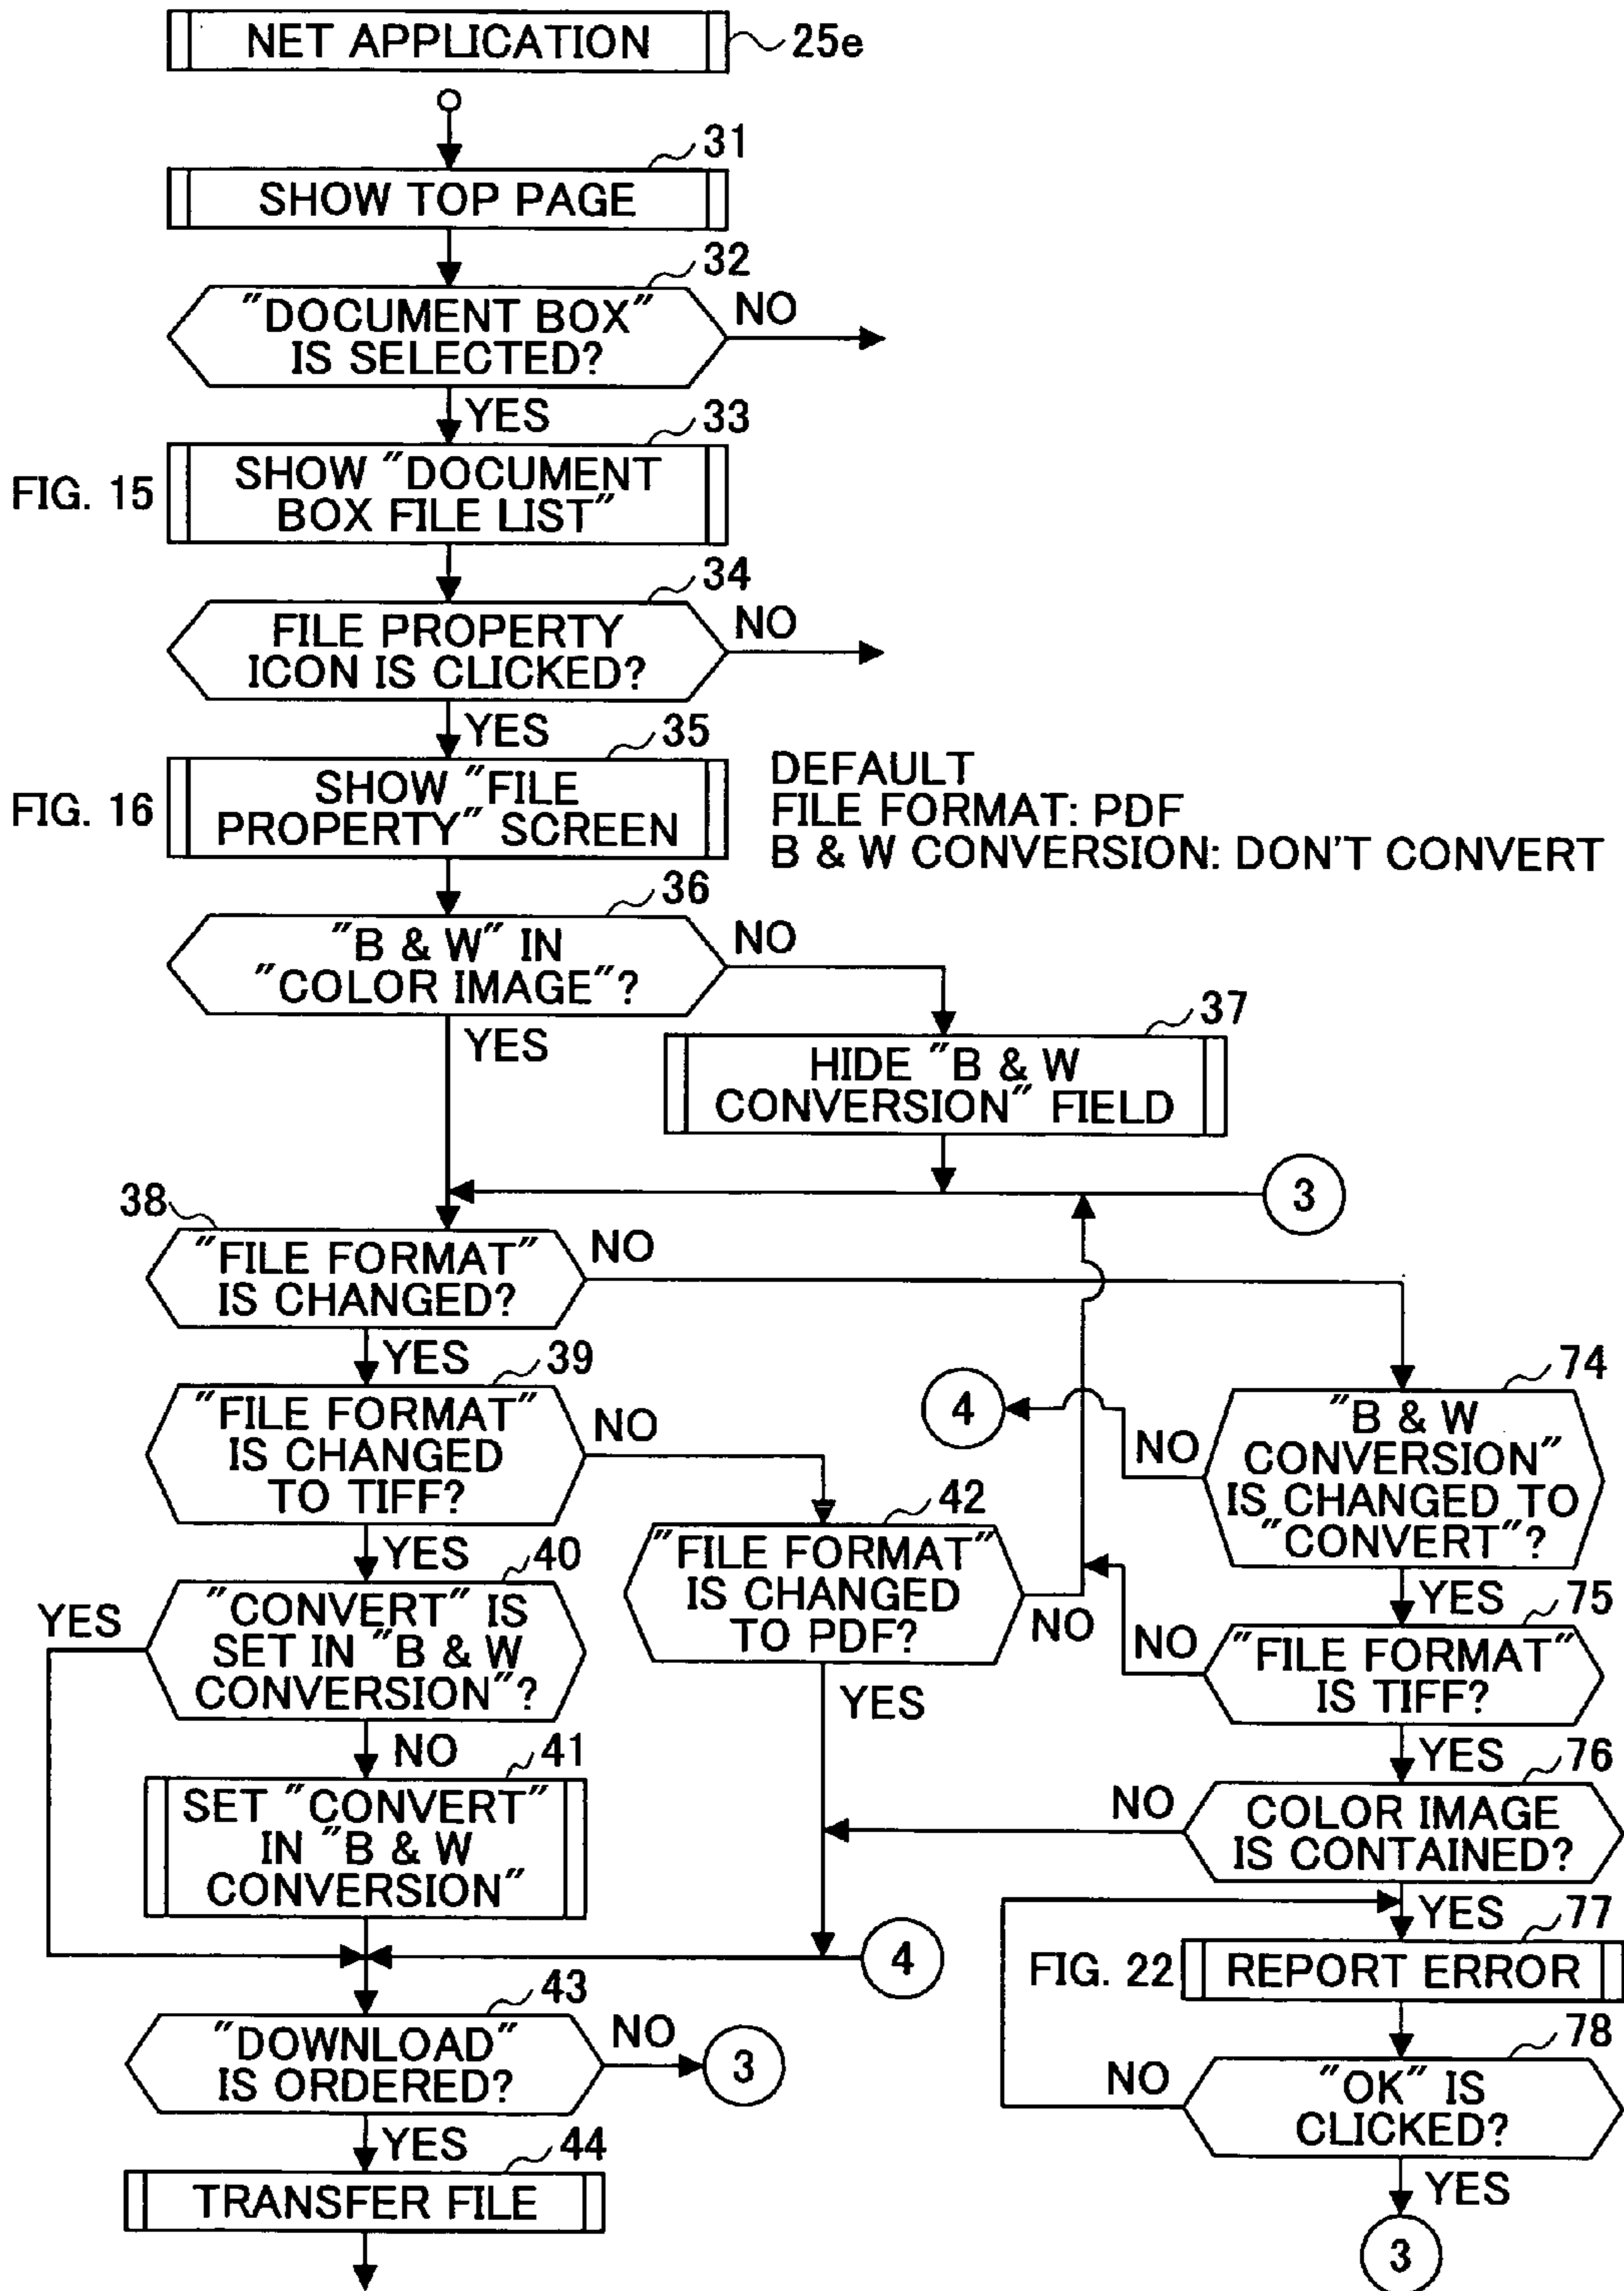 NET APPLICATION
25e
31
SHOW TOP PAGE
32
"DOCUMENT BOX"
IS SELECTED?
NO
YES
33
FIG. 15
SHOW "DOCUMENT
BOX FILE LIST"
34
FILE PROPERTY
ICON IS CLICKED?
NO
YES
35
FIG. 16
SHOW "FILE
PROPERTY" SCREEN
DEFAULT
FILE FORMAT: PDF
B & W CONVERSION: DON'T CONVERT
36
"B & W" IN
"COLOR IMAGE"?
NO
YES
37
HIDE "B & W
CONVERSION" FIELD
3
38
"FILE FORMAT"
IS CHANGED?
NO
YES
39
"FILE FORMAT"
IS CHANGED
TO TIFF?
NO
YES
40
"CONVERT" IS
SET IN "B & W
CONVERSION"?
YES
NO
41
SET "CONVERT"
IN "B & W
CONVERSION"
42
"FILE FORMAT"
IS CHANGED
TO PDF?
NO
YES
4
74
"B & W
CONVERSION"
IS CHANGED TO
"CONVERT"?
NO
YES
75
"FILE FORMAT"
IS TIFF?
NO
YES
76
COLOR IMAGE
IS CONTAINED?
NO
YES
77
FIG. 22
REPORT ERROR
78
"OK" IS
CLICKED?
NO
YES
3
4
43
"DOWNLOAD"
IS ORDERED?
NO
3
YES
44
TRANSFER FILE